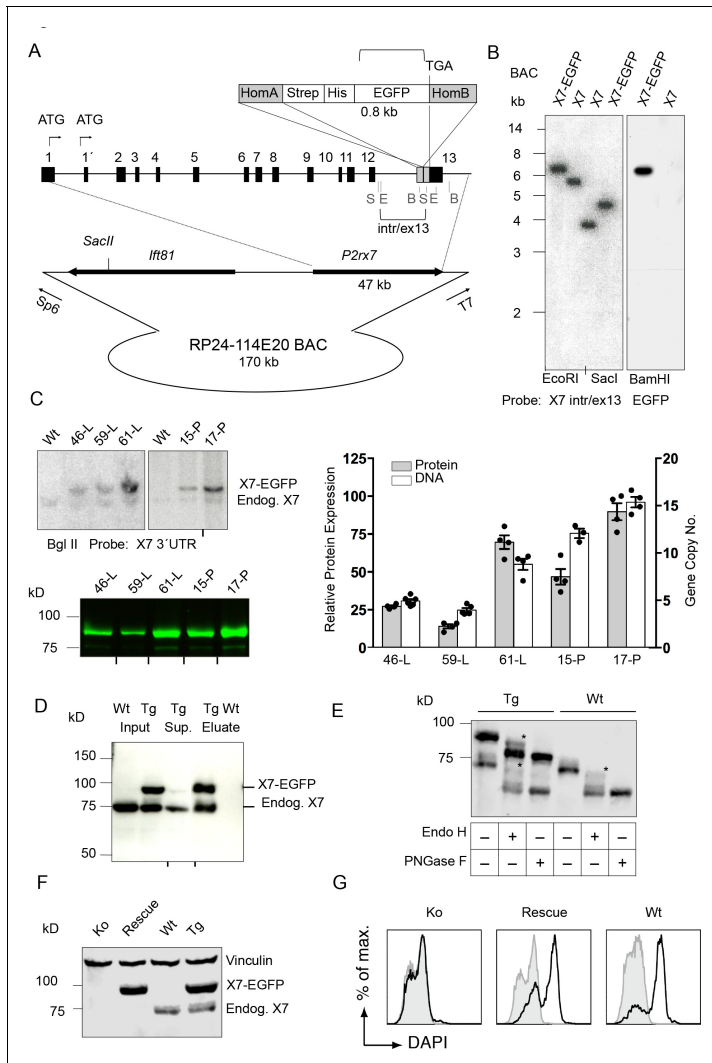 A
TGA
HomA Strep His EGFP HomB
0.8 kb
ATG ATG
1 1´ 2 3 4 5 6 7 8 9 10 11 12 13
S E B S E B
intr/ex13
SacII Ift81 P2rx7
47 kb
Sp6 T7
RP24-114E20 BAC
170 kb
B
BAC X7-EGFP X7 X7 X7-EGFP X7-EGFP X7
kb
14
8
6
5
4
3
2
EcoRI SacI BamHI
Probe: X7 intr/ex13 EGFP
C
Wt 46-L 59-L 61-L Wt 15-P 17-P
X7-EGFP
Endog. X7
Bgl II Probe: X7 3´UTR
kD 46-L 59-L 61-L 15-P 17-P
100
75
Protein
DNA
Relative Protein Expression
125
100
75
50
25
0
Gene Copy No.
20
15
10
5
0
46-L 59-L 61-L 15-P 17-P
D
kD Wt Tg Tg Tg Wt
Input Sup. Eluate
150
100
75
50
X7-EGFP
Endog. X7
E
kD Tg Wt
100
75
* * *
Endo H – + – – + –
PNGase F – – + – – +
F
kD Ko Rescue Wt Tg
100
75
Vinculin
X7-EGFP
Endog. X7
G
Ko Rescue Wt
% of max.
DAPI